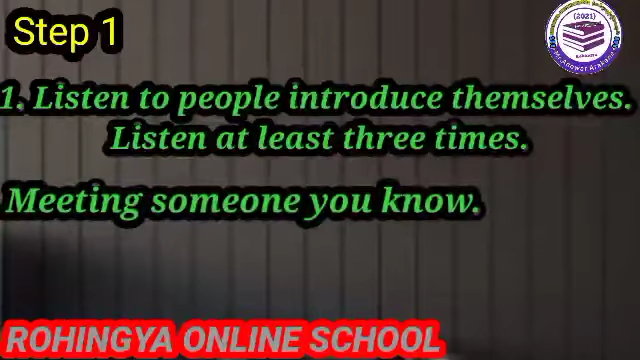 Step 1
(2021)
1. Listen to people introduce themselves.
Listen at least three times.
Meeting someone you know.
ROHINGYA ONLINE SCHOOL